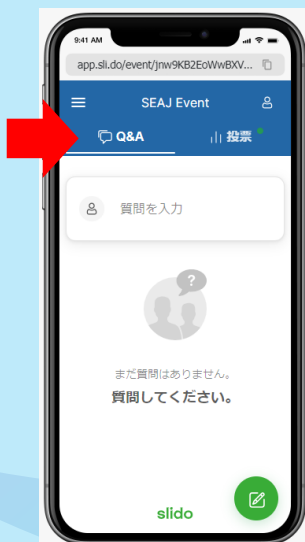 9:41 AM
app.sli.do/event/jnw9KB2EoWwBXV...
SEAJ Event
Q&A 投票
質問を入力
?
まだ質問はありません。
質問してください。
slido